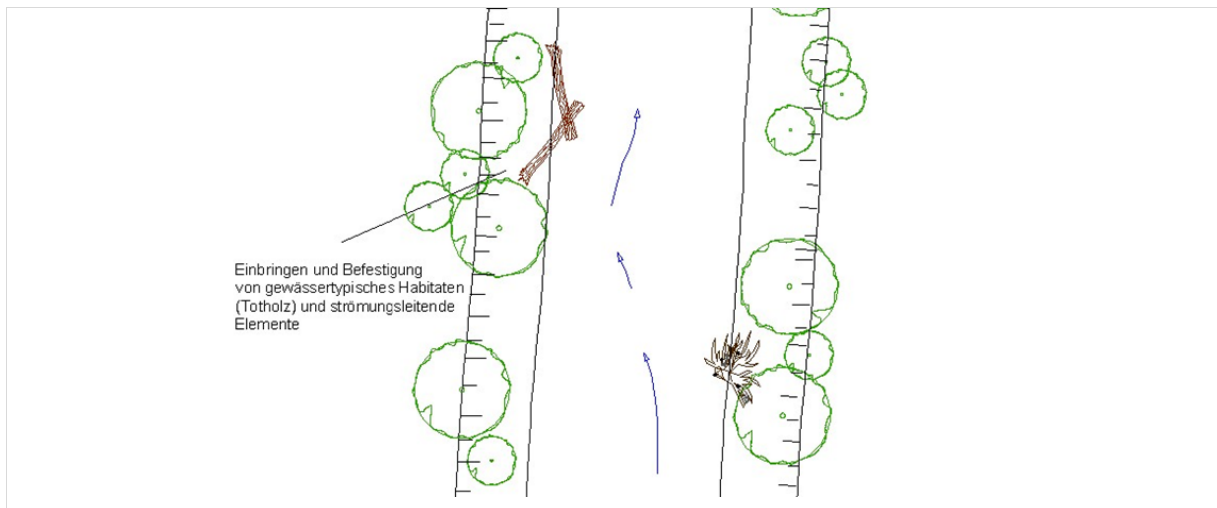 Einbringen und Befestigung
von gewässertypisches Habitaten
(Totholz) und strömungsleitende
Elemente